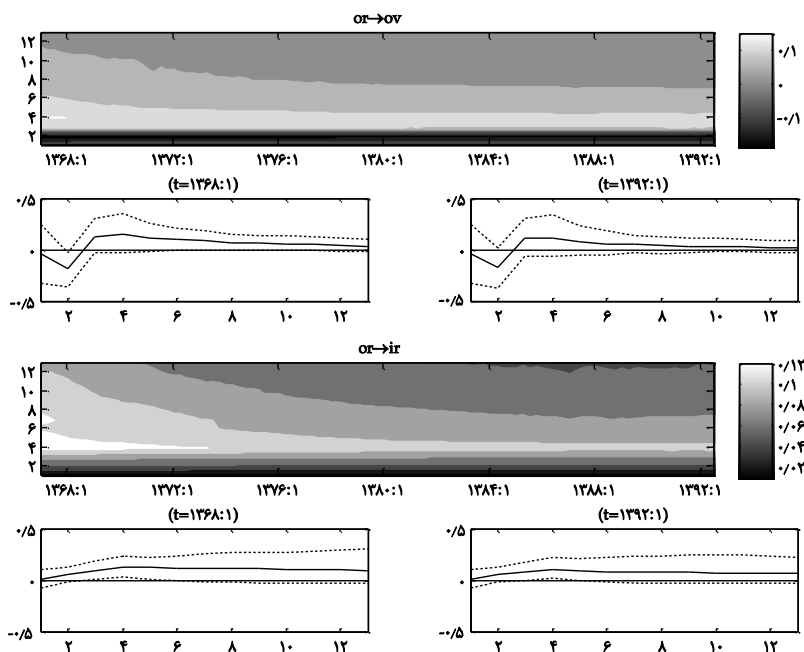 or→ov
۱۲
۱۰
۸
۶
۴
۲
۱۳۶۸:۱ ۱۳۷۲:۱ ۱۳۷۶:۱ ۱۳۸۰:۱ ۱۳۸۴:۱ ۱۳۸۸:۱ ۱۳۹۲:۱
۰/۱
۰
-۰/۱
(t=۱۳۶۸:۱)
۰/۵
۰
-۰/۵
۲ ۴ ۶ ۸ ۱۰ ۱۲
(t=۱۳۹۲:۱)
۰/۵
۰
-۰/۵
۲ ۴ ۶ ۸ ۱۰ ۱۲
or→ir
۱۲
۱۰
۸
۶
۴
۲
۱۳۶۸:۱ ۱۳۷۲:۱ ۱۳۷۶:۱ ۱۳۸۰:۱ ۱۳۸۴:۱ ۱۳۸۸:۱ ۱۳۹۲:۱
۰/۱۲
۰/۱
۰/۰۸
۰/۰۶
۰/۰۴
۰/۰۲
(t=۱۳۶۸:۱)
۰/۵
۰
-۰/۵
۲ ۴ ۶ ۸ ۱۰ ۱۲
(t=۱۳۹۲:۱)
۰/۵
۰
-۰/۵
۲ ۴ ۶ ۸ ۱۰ ۱۲